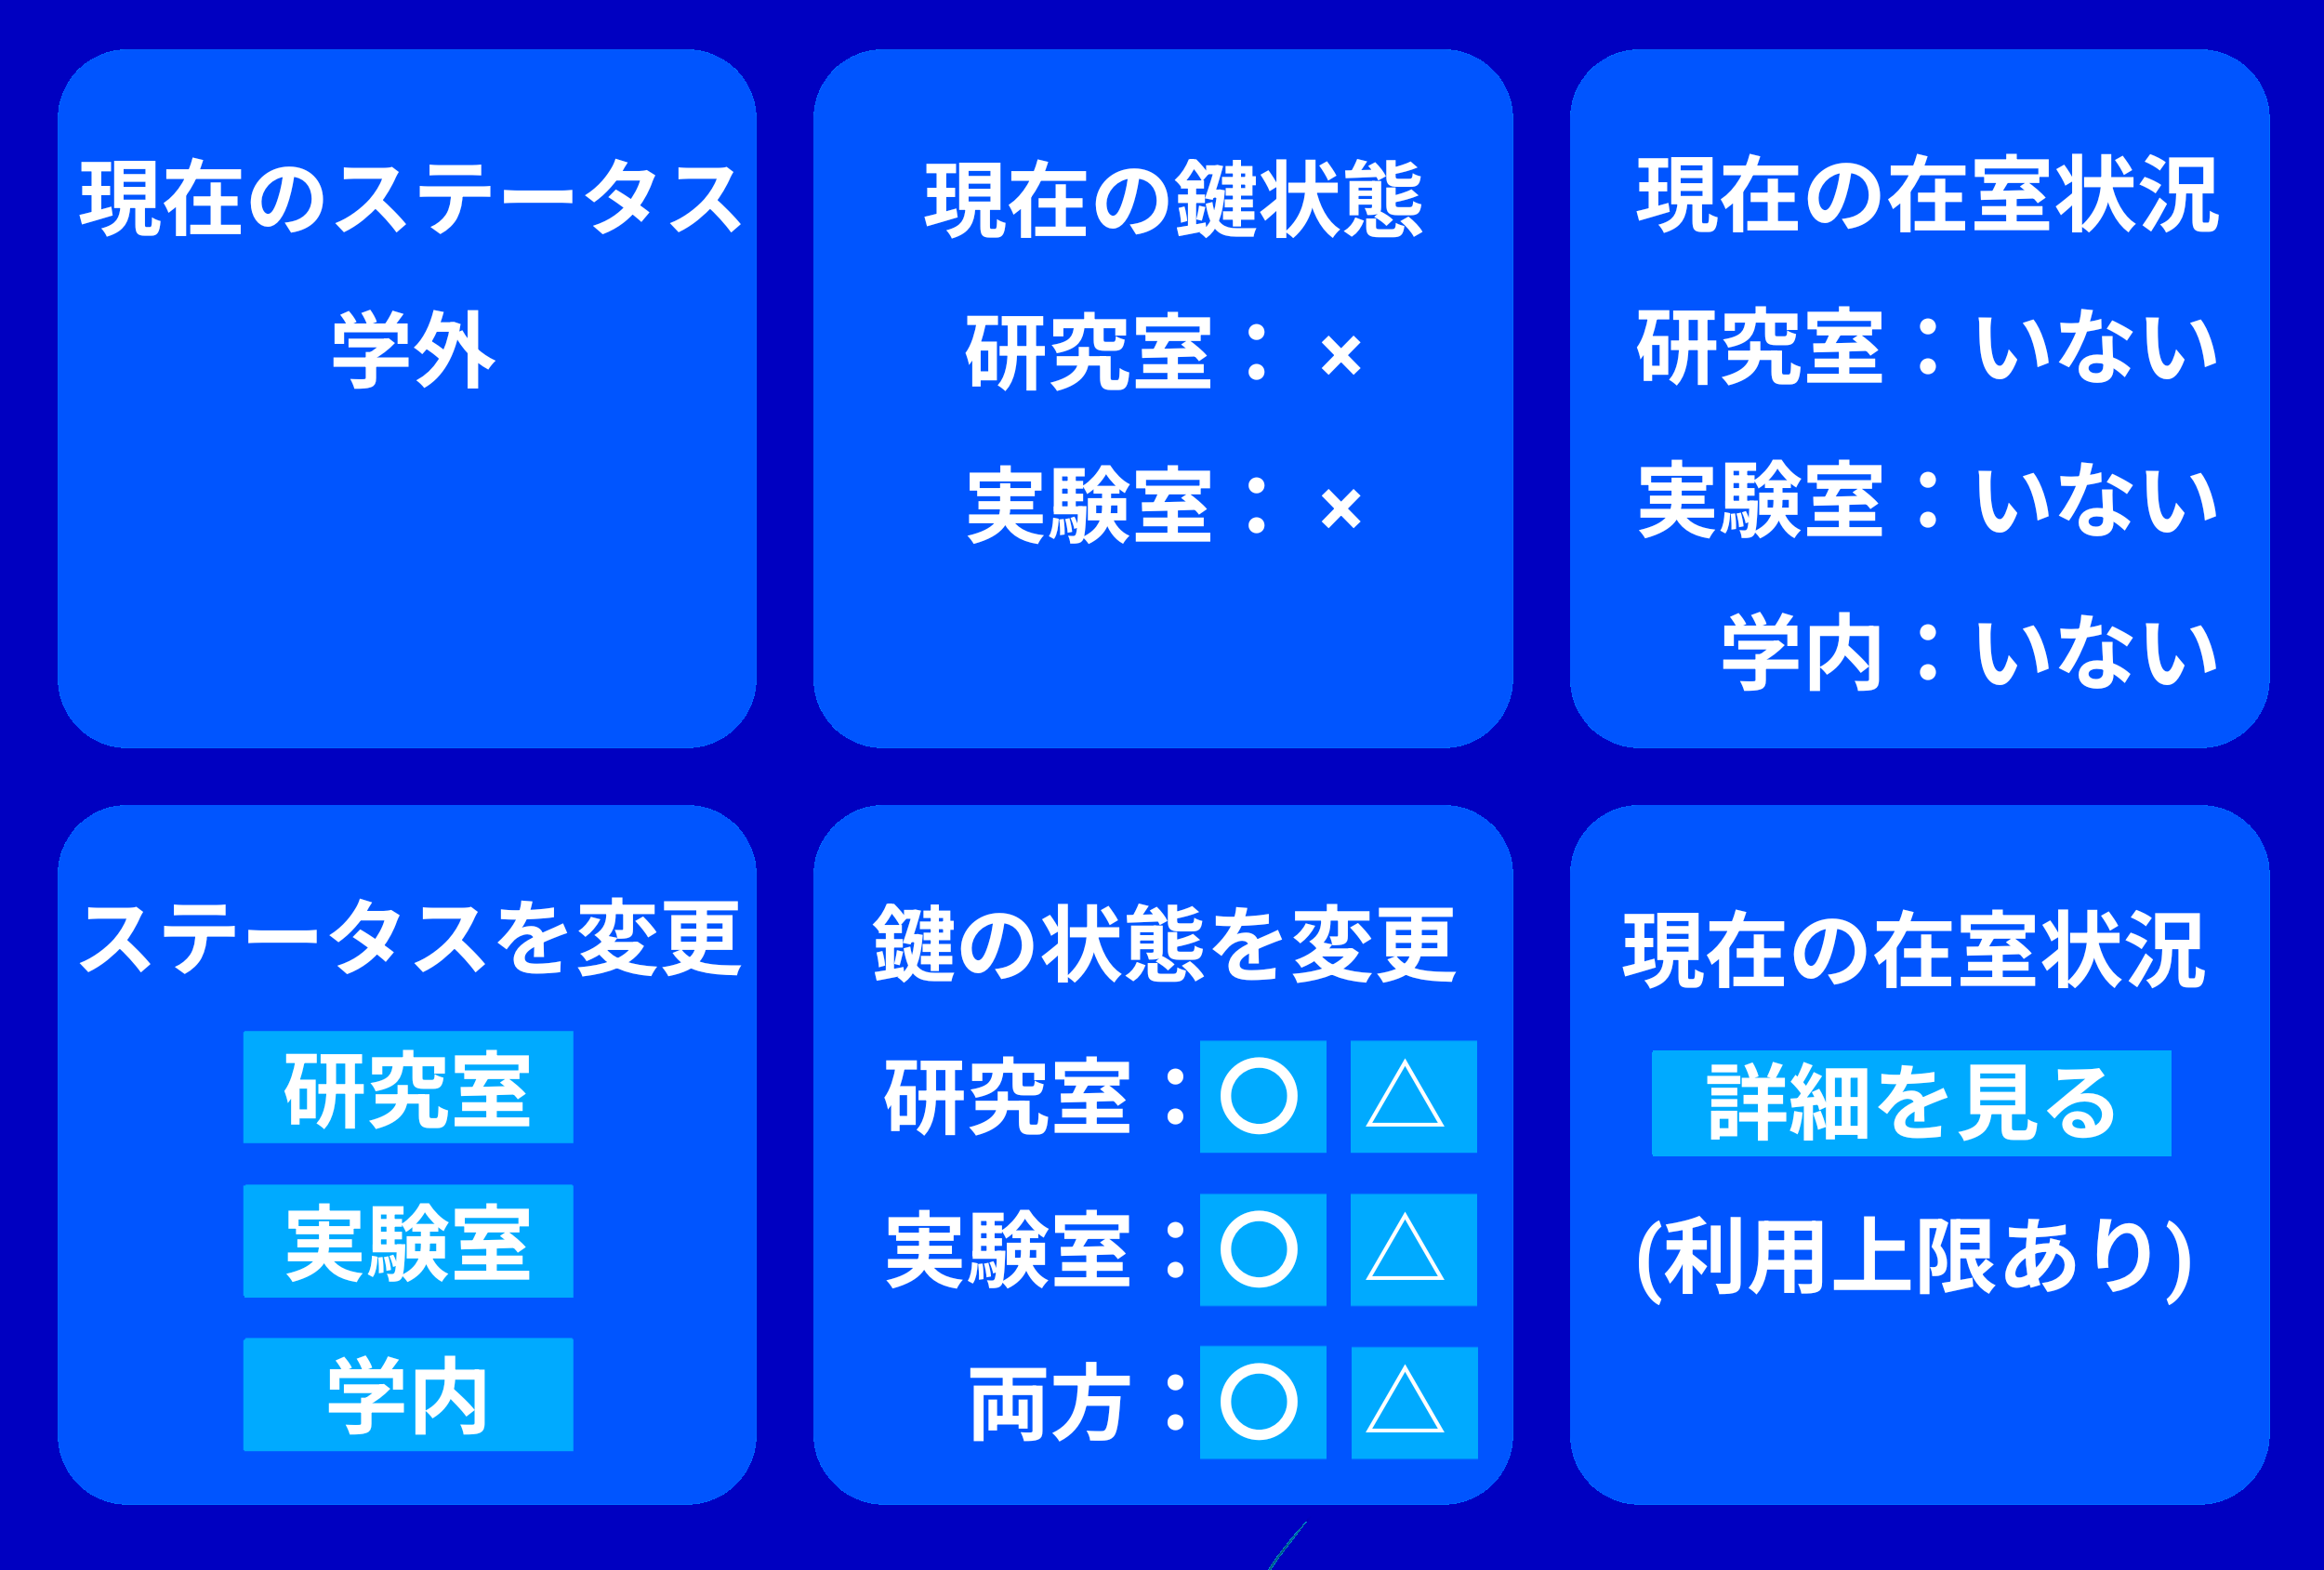 現在のステータス
学外
現在の鍵状態
研究室：×
実験室：×
現在の在室状況
研究室：いない
実験室：いない
学内：いない
ステータスを変更
研究室
実験室
学内
鍵の状態を変更
研究室：○ △
実験室：○ △
両方：○ △
現在の在室状況
詳細を見る
(利用上限あり)